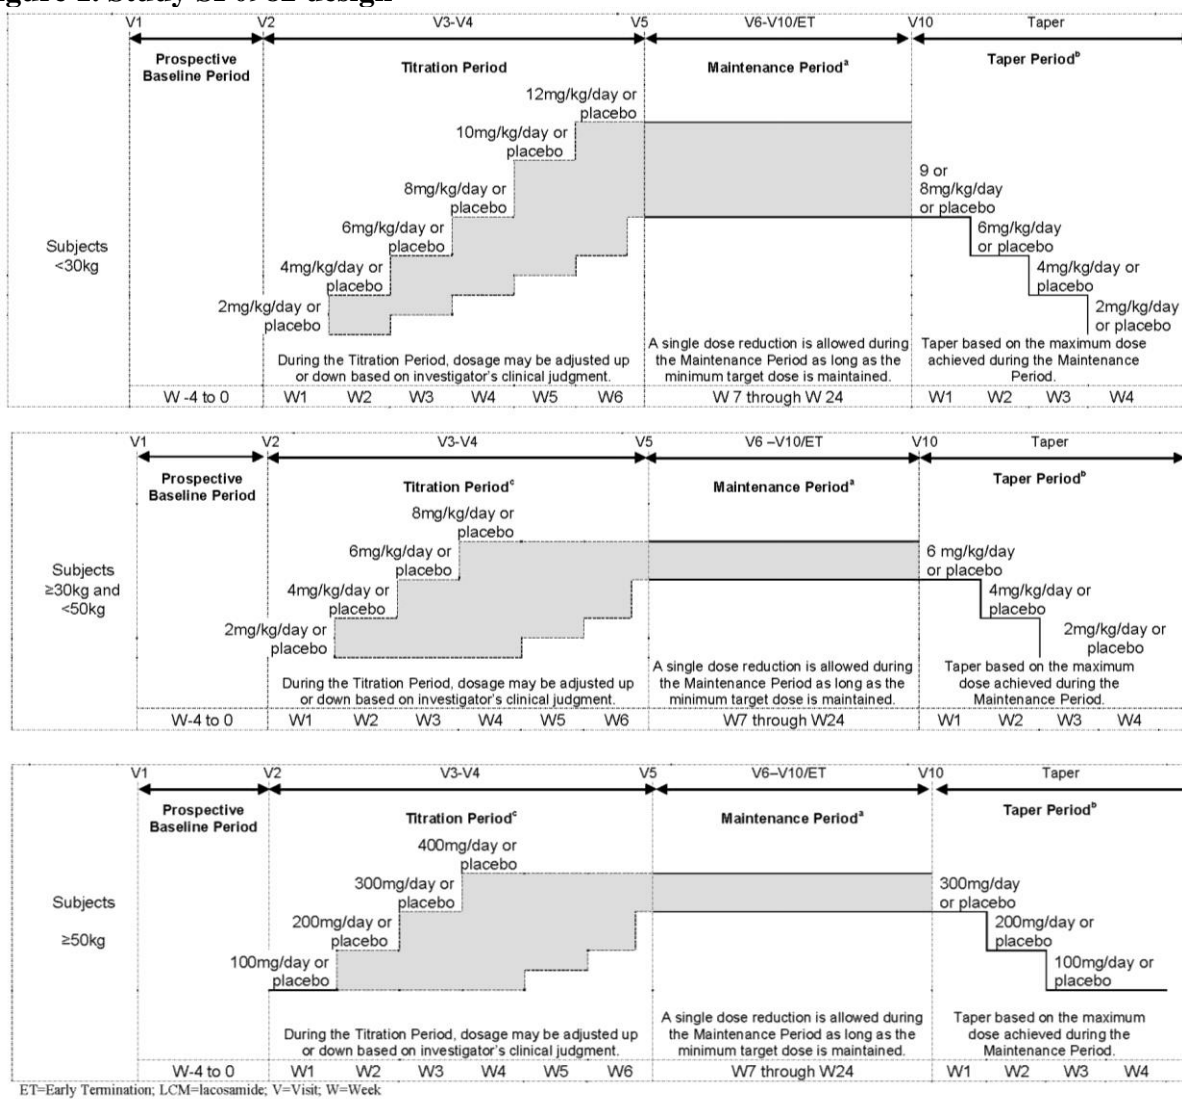 V1 V2 V3-V4 V5 V6-V10/ET V10 Taper
Prospective
Baseline Period
Titration Period
Maintenance Periodᵃ
Taper Periodᵇ
12mg/kg/day or
placebo
10mg/kg/day or
placebo
8mg/kg/day or
placebo
6mg/kg/day or
placebo
4mg/kg/day or
placebo
2mg/kg/day or
placebo
9 or
8mg/kg/day
or placebo
6mg/kg/day
or placebo
4mg/kg/day or
placebo
2mg/kg/day
or placebo
Subjects
<30kg
During the Titration Period, dosage may be adjusted up
or down based on investigator's clinical judgment.
A single dose reduction is allowed during
the Maintenance Period as long as the
minimum target dose is maintained.
Taper based on the maximum dose
achieved during the Maintenance
Period.
W -4 to 0 W1 W2 W3 W4 W5 W6 W 7 through W 24 W1 W2 W3 W4
V1 V2 V3-V4 V5 V6 –V10/ET V10 Taper
Prospective
Baseline Period
Titration Periodᶜ
Maintenance Periodᵃ
Taper Periodᵇ
8mg/kg/day or
placebo
6mg/kg/day or
placebo
4mg/kg/day or
placebo
2mg/kg/day or
placebo
6 mg/kg/day
or placebo
4mg/kg/day or
placebo
2mg/kg/day or
placebo
Subjects
≥30kg and
<50kg
During the Titration Period, dosage may be adjusted up
or down based on investigator's clinical judgment.
A single dose reduction is allowed during
the Maintenance Period as long as the
minimum target dose is maintained.
Taper based on the maximum
dose achieved during the
Maintenance Period.
W-4 to 0 W1 W2 W3 W4 W5 W6 W7 through W24 W1 W2 W3 W4
V1 V2 V3-V4 V5 V6–V10/ET V10 Taper
Prospective
Baseline Period
Titration Periodᶜ
Maintenance Periodᵃ
Taper Periodᵇ
400mg/day or
placebo
300mg/day or
placebo
200mg/day or
placebo
100mg/day or
placebo
300mg/day
or placebo
200mg/day or
placebo
100mg/day or
placebo
Subjects
≥50kg
During the Titration Period, dosage may be adjusted up
or down based on investigator's clinical judgment.
A single dose reduction is allowed during
the Maintenance Period as long as the
minimum target dose is maintained.
Taper based on the maximum
dose achieved during the
Maintenance Period.
W-4 to 0 W1 W2 W3 W4 W5 W6 W7 through W24 W1 W2 W3 W4
ET=Early Termination; LCM=lacosamide; V=Visit; W=Week